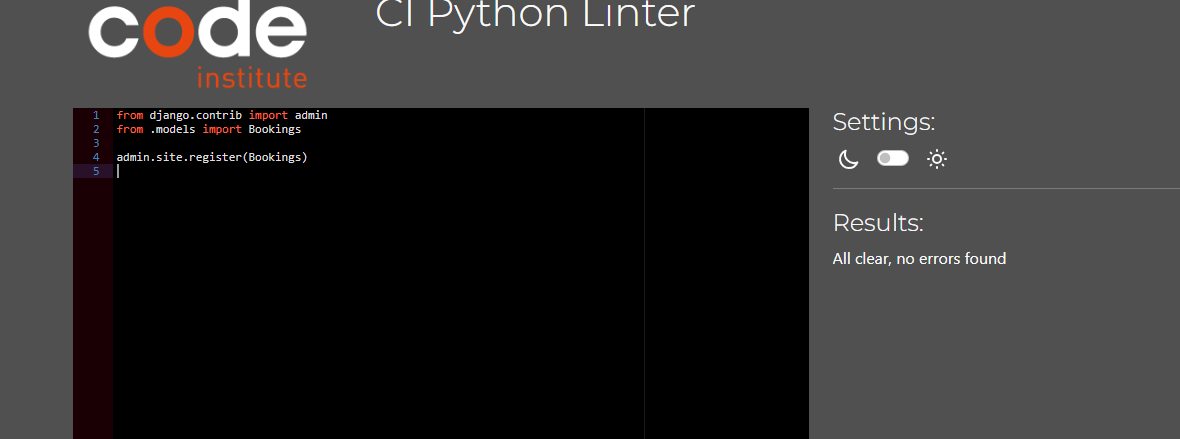 code
institute
CI Python Linter
1 from django.contrib import admin
2 from .models import Bookings
3
4 admin.site.register(Bookings)
5
Settings:
Results:
All clear, no errors found